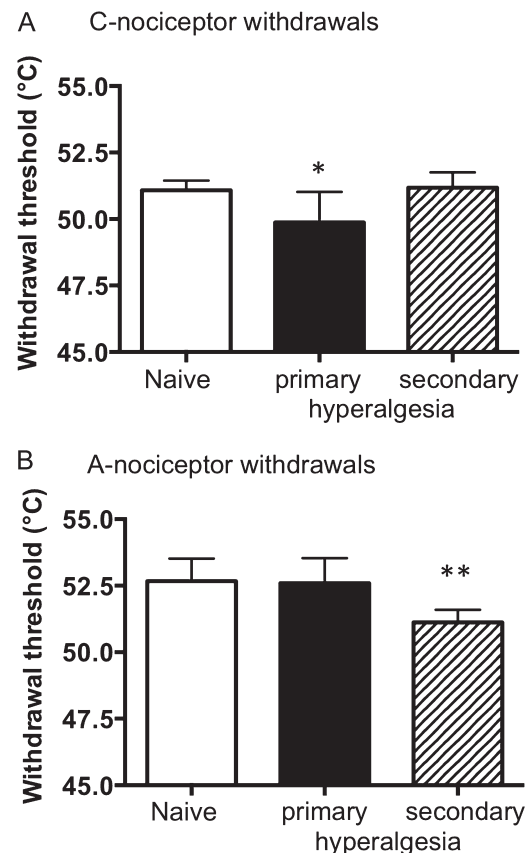 A C-nociceptor withdrawals
Withdrawal threshold (°C)
55.0
52.5
50.0
47.5
45.0
*
Naive primary secondary
hyperalgesia
B A-nociceptor withdrawals
Withdrawal threshold (°C)
55.0
52.5
50.0
47.5
45.0
**
Naive primary secondary
hyperalgesia